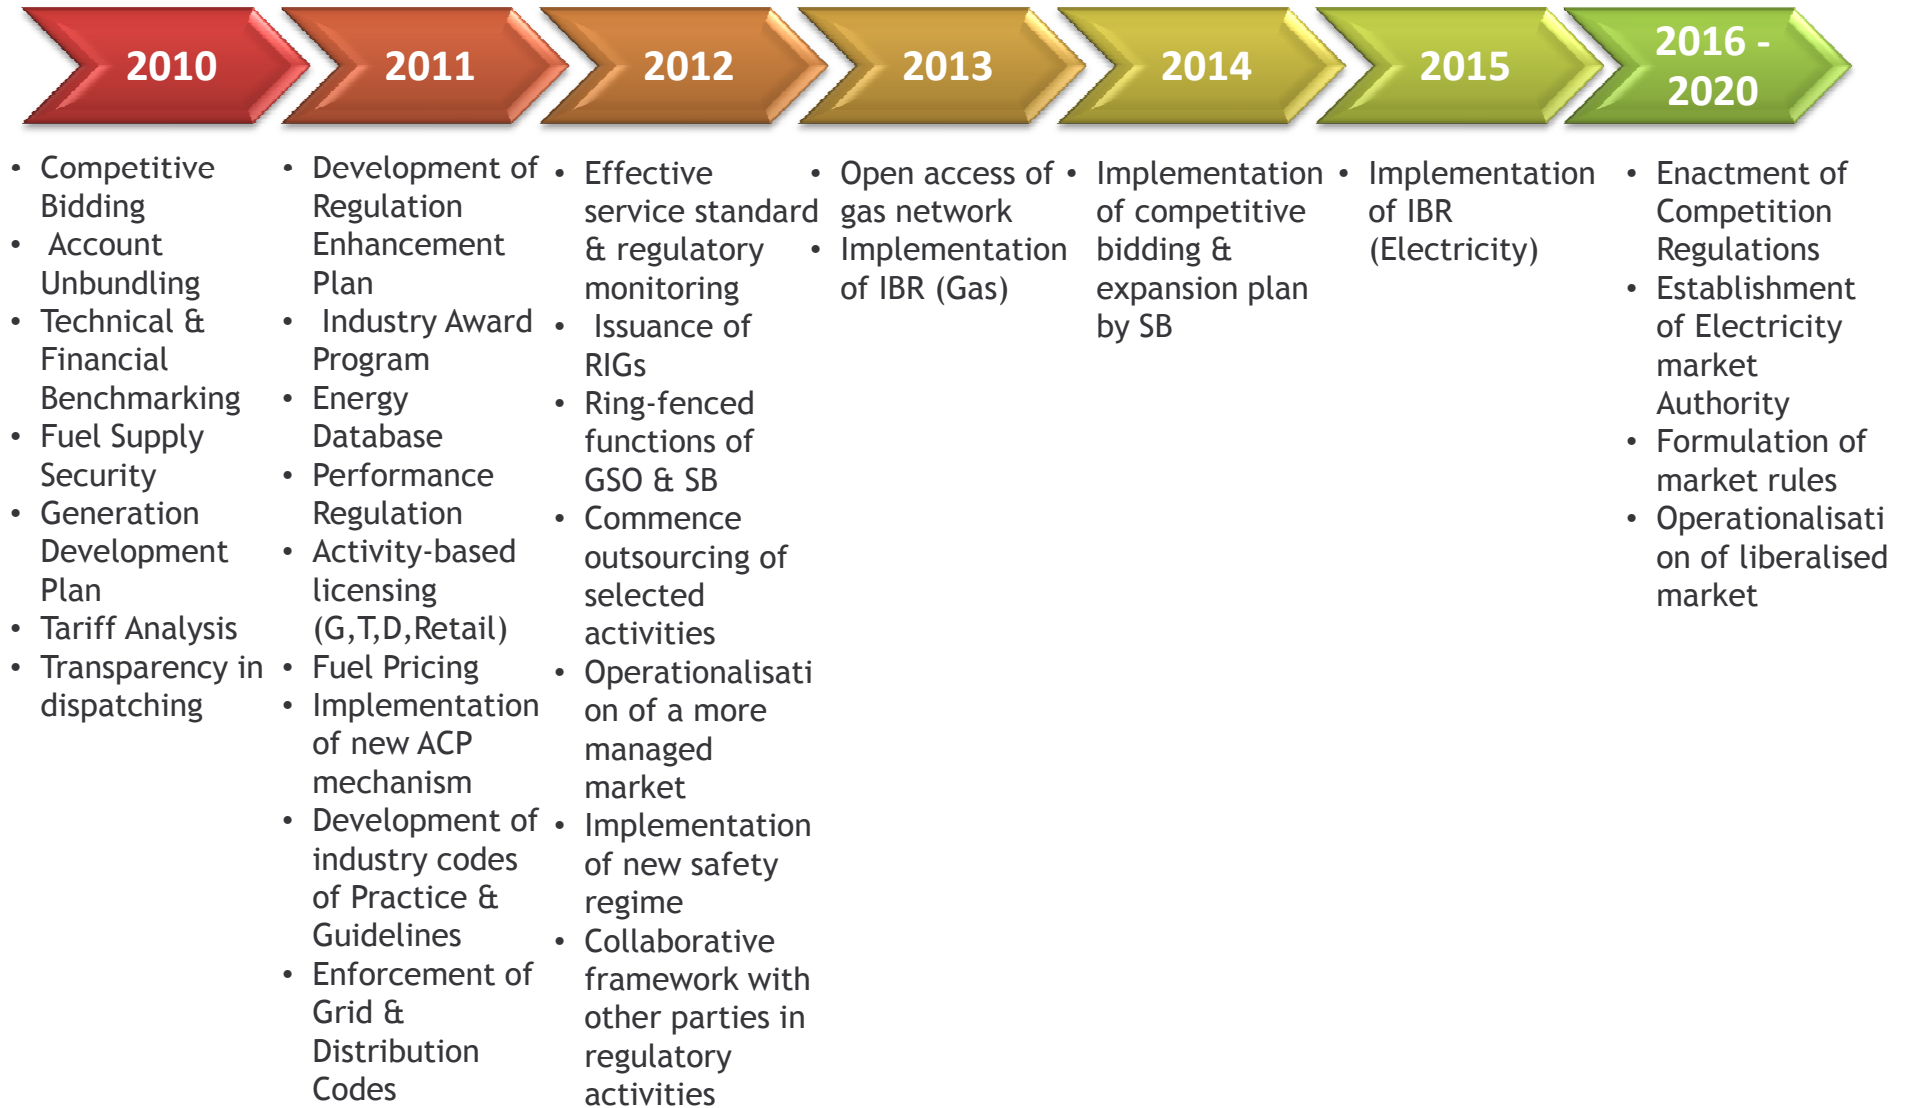 2010
2011
2012
2013
2014
2015
2016 -
2020
• Competitive
Bidding
• Account
Unbundling
• Technical &
Financial
Benchmarking
• Fuel Supply
Security
• Generation
Development
Plan
• Tariff Analysis
• Transparency in
dispatching
• Development of
Regulation
Enhancement
Plan
• Industry Award
Program
• Energy
Database
• Performance
Regulation
• Activity-based
licensing
(G,T,D,Retail)
• Fuel Pricing
• Implementation
of new ACP
mechanism
• Development of
industry codes
of Practice &
Guidelines
• Enforcement of
Grid &
Distribution
Codes
• Effective
service standard
& regulatory
monitoring
• Issuance of
RIGs
• Ring-fenced
functions of
GSO & SB
• Commence
outsourcing of
selected
activities
• Operationalisati
on of a more
managed
market
• Implementation
of new safety
regime
• Collaborative
framework with
other parties in
regulatory
activities
• Open access of
gas network
• Implementation
of IBR (Gas)
• Implementation
of competitive
bidding &
expansion plan
by SB
• Implementation
of IBR
(Electricity)
• Enactment of
Competition
Regulations
• Establishment
of Electricity
market
Authority
• Formulation of
market rules
• Operationalisati
on of liberalised
market